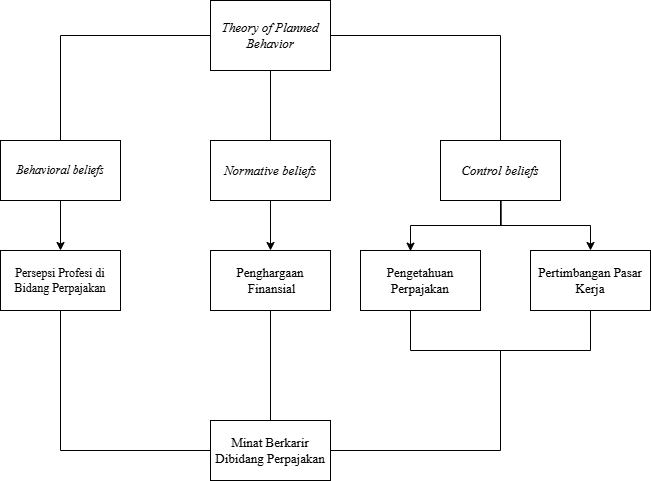 Theory of Planned
Behavior
Behavioral beliefs
Normative beliefs
Control beliefs
Persepsi Profesi di
Bidang Perpajakan
Penghargaan
Finansial
Pengetahuan
Perpajakan
Pertimbangan Pasar
Kerja
Minat Berkarir
Dibidang Perpajakan